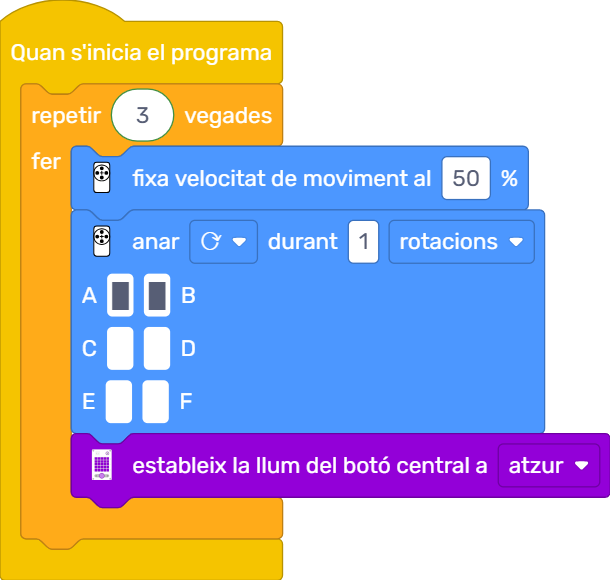 Quan s'inicia el programa
repetir 3 vegades
fer
fixa velocitat de moviment al 50 %
anar durant 1 rotacions
A B
C D
E F
estableix la llum del botó central a atzur